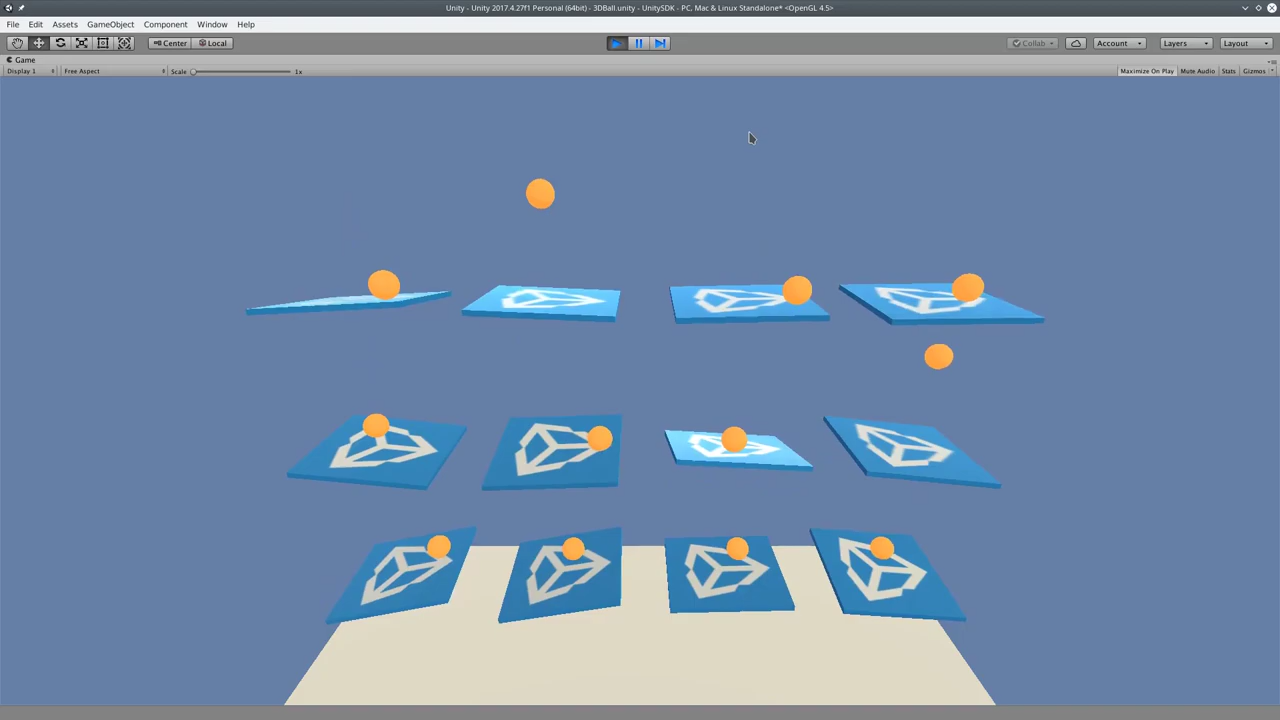 Unity - Unity 2017.4.27f1 Personal (64bit) - 3DBall.unity - UnitySDK - PC, Mac & Linux Standalone* <OpenGL 4.5>
File Edit Assets GameObject Component Window Help
Center Local Collab Account Layers Layout
Game
Display 1 Free Aspect Scale 1x Maximize On Play Mute Audio Stats Gizmos